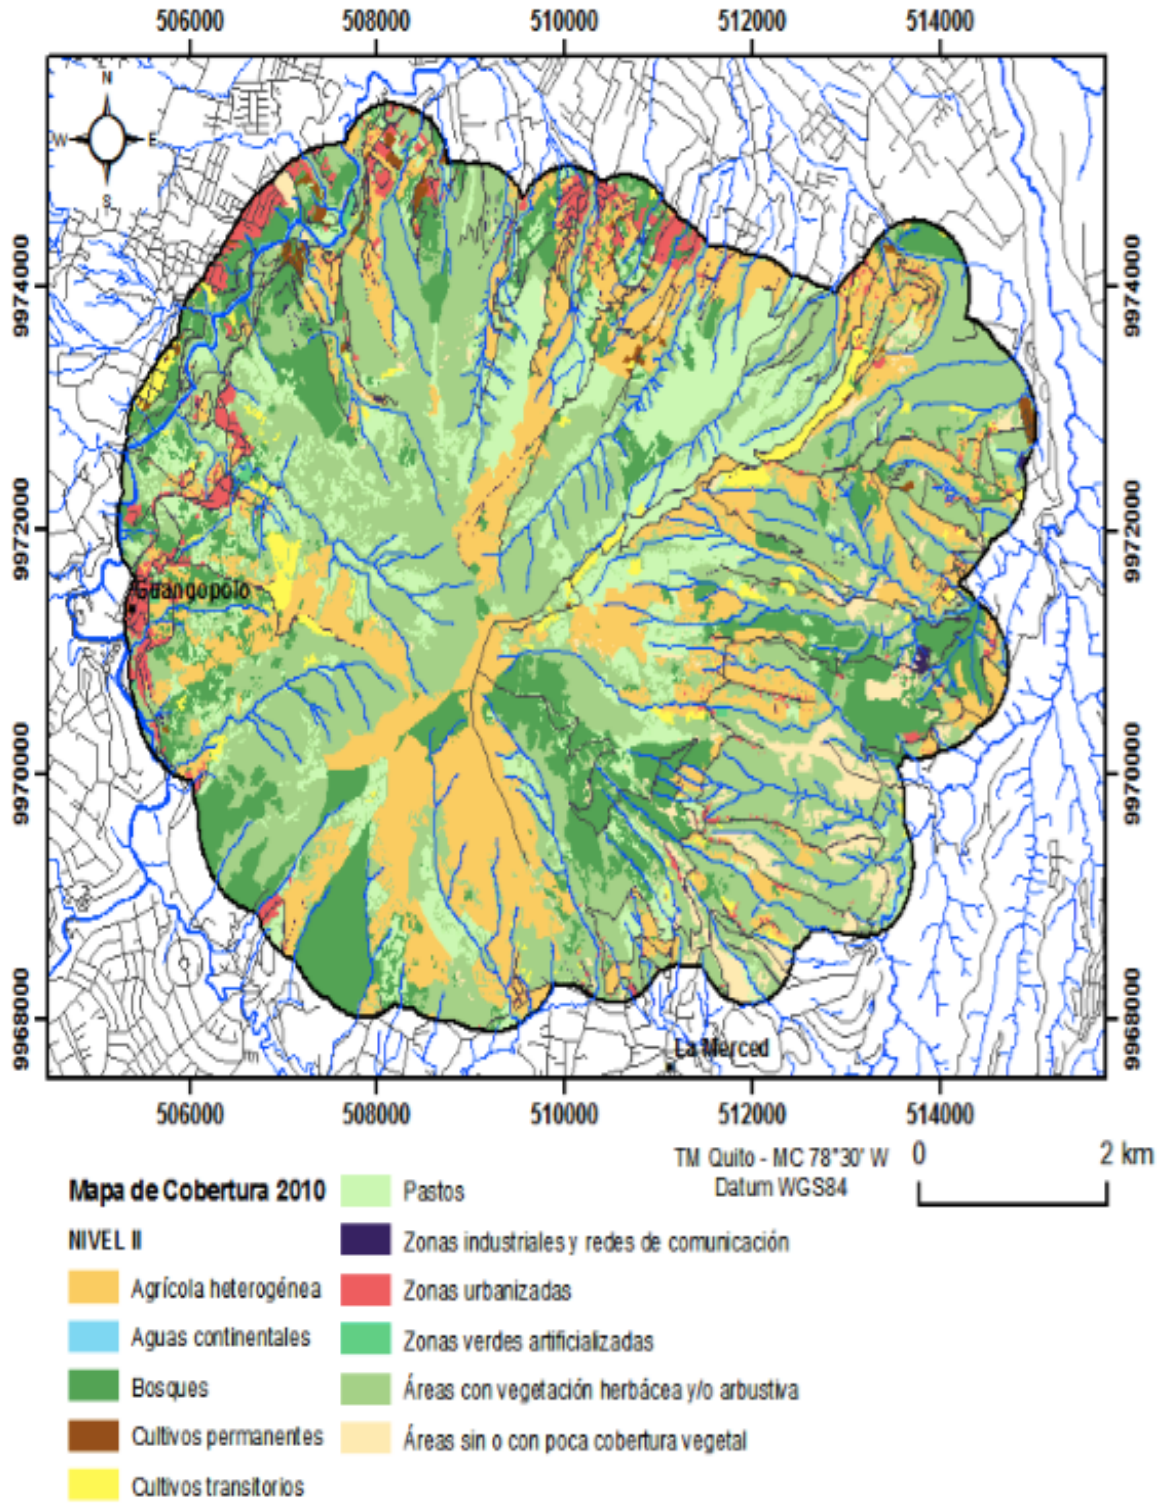 506000 508000 510000 512000 514000
N
W E
S
9974000 9974000
9972000 9972000
Guangopolo
9970000 9970000
9968000 9968000
La Merced
506000 508000 510000 512000 514000
TM Quito - MC 78°30' W
Datum WGS84
0 2 km
Mapa de Cobertura 2010
NIVEL II
Agrícola heterogénea
Aguas continentales
Bosques
Cultivos permanentes
Cultivos transitorios
Pastos
Zonas industriales y redes de comunicación
Zonas urbanizadas
Zonas verdes artificializadas
Áreas con vegetación herbácea y/o arbustiva
Áreas sin o con poca cobertura vegetal